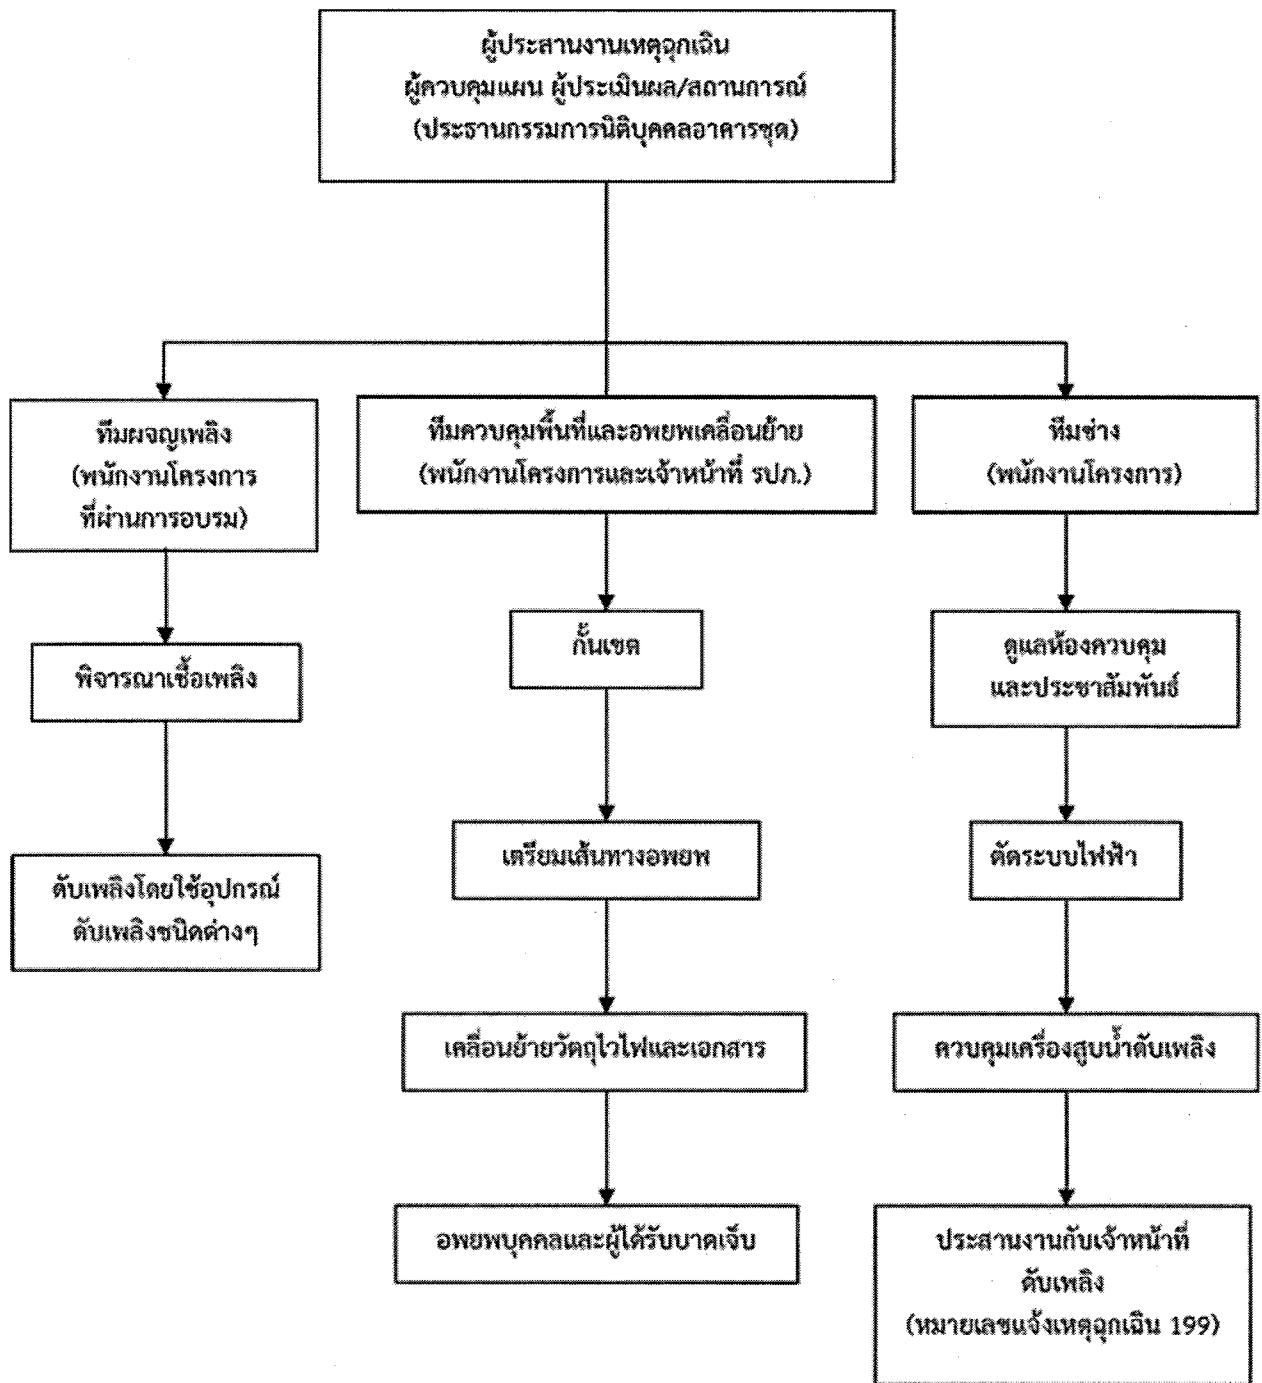 ผู้ประสานงานเหตุฉุกเฉิน
ผู้ควบคุมแผน ผู้ประเมินผล/สถานการณ์
(ประธานกรรมการนิติบุคคลอาคารชุด)
ทีมผจญเพลิง
(พนักงานโครงการ
ที่ผ่านการอบรม)
พิจารณาเชื้อเพลิง
ดับเพลิงโดยใช้อุปกรณ์
ดับเพลิงชนิดต่างๆ
ทีมควบคุมพื้นที่และอพยพเคลื่อนย้าย
(พนักงานโครงการและเจ้าหน้าที่ รปภ.)
กั้นเขต
เตรียมเส้นทางอพยพ
เคลื่อนย้ายวัตถุไวไฟและเอกสาร
อพยพบุคคลและผู้ได้รับบาดเจ็บ
ทีมช่าง
(พนักงานโครงการ)
ดูแลห้องควบคุม
และประชาสัมพันธ์
ตัดระบบไฟฟ้า
ควบคุมเครื่องสูบน้ำดับเพลิง
ประสานงานกับเจ้าหน้าที่
ดับเพลิง
(หมายเลขแจ้งเหตุฉุกเฉิน 199)